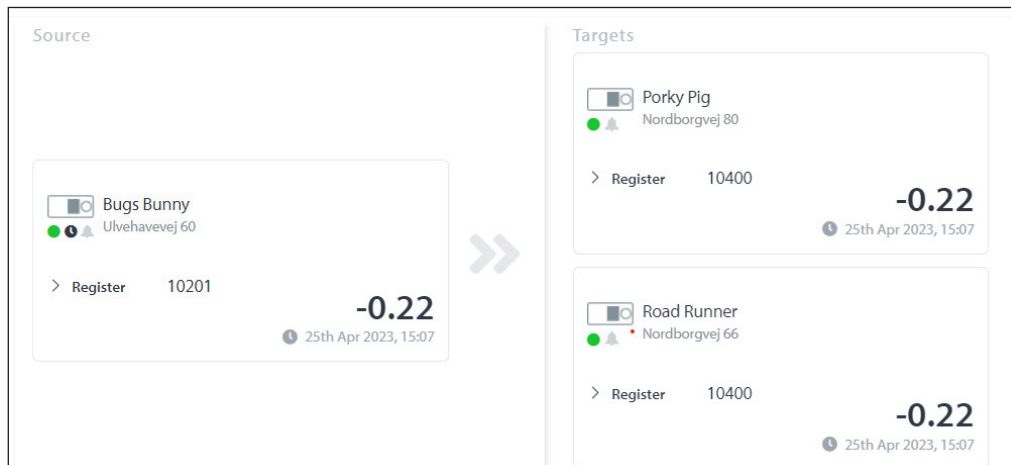 Source
Bugs Bunny
Ulvehavevej 60
Register 10201
-0.22
25th Apr 2023, 15:07
Targets
Porky Pig
Nordborgvej 80
Register 10400
-0.22
25th Apr 2023, 15:07
Road Runner
Nordborgvej 66
Register 10400
-0.22
25th Apr 2023, 15:07